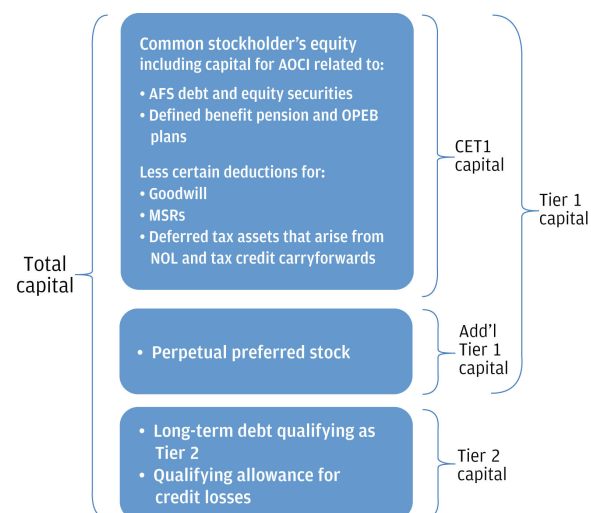 Common stockholder's equity
including capital for AOCI related to:
• AFS debt and equity securities
• Defined benefit pension and OPEB
plans
Less certain deductions for:
• Goodwill
• MSRs
• Deferred tax assets that arise from
NOL and tax credit carryforwards
CET1
capital
Tier 1
capital
Total
capital
• Perpetual preferred stock
Add'l
Tier 1
capital
• Long-term debt qualifying as
Tier 2
• Qualifying allowance for
credit losses
Tier 2
capital